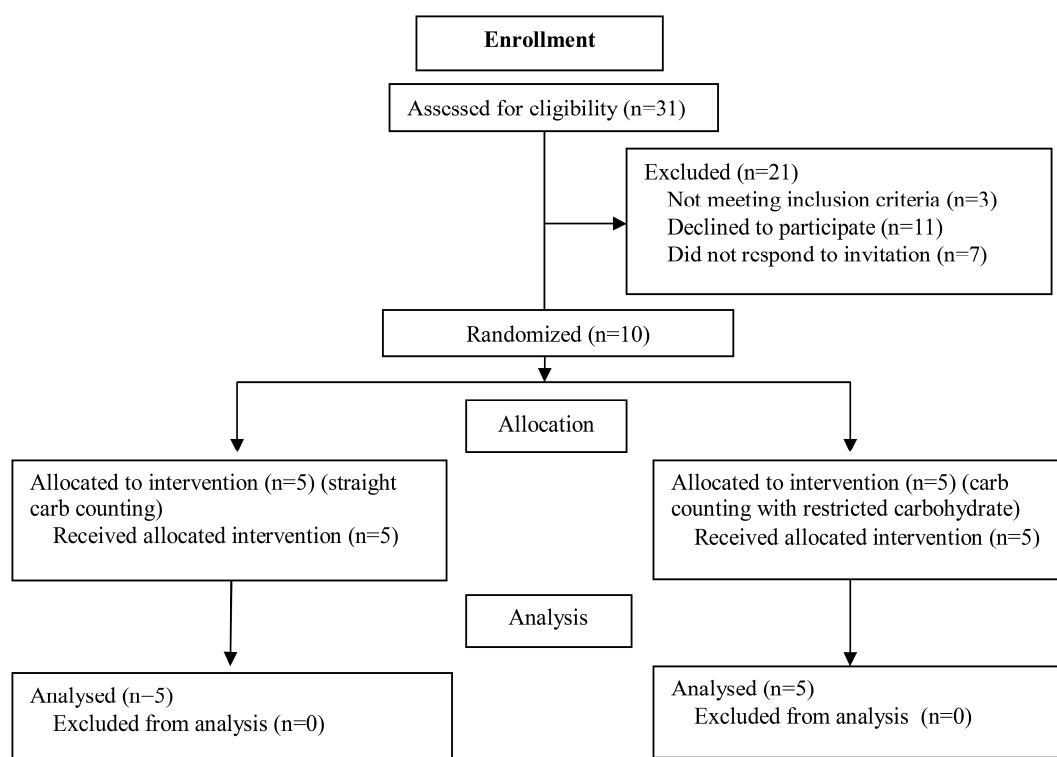 Enrollment
Assessed for eligibility (n=31)
Excluded (n=21)
Not meeting inclusion criteria (n=3)
Declined to participate (n=11)
Did not respond to invitation (n=7)
Randomized (n=10)
Allocation
Allocated to intervention (n=5) (straight
carb counting)
Received allocated intervention (n=5)
Allocated to intervention (n=5) (carb
counting with restricted carbohydrate)
Received allocated intervention (n=5)
Analysis
Analysed (n−5)
Excluded from analysis (n=0)
Analysed (n=5)
Excluded from analysis (n=0)